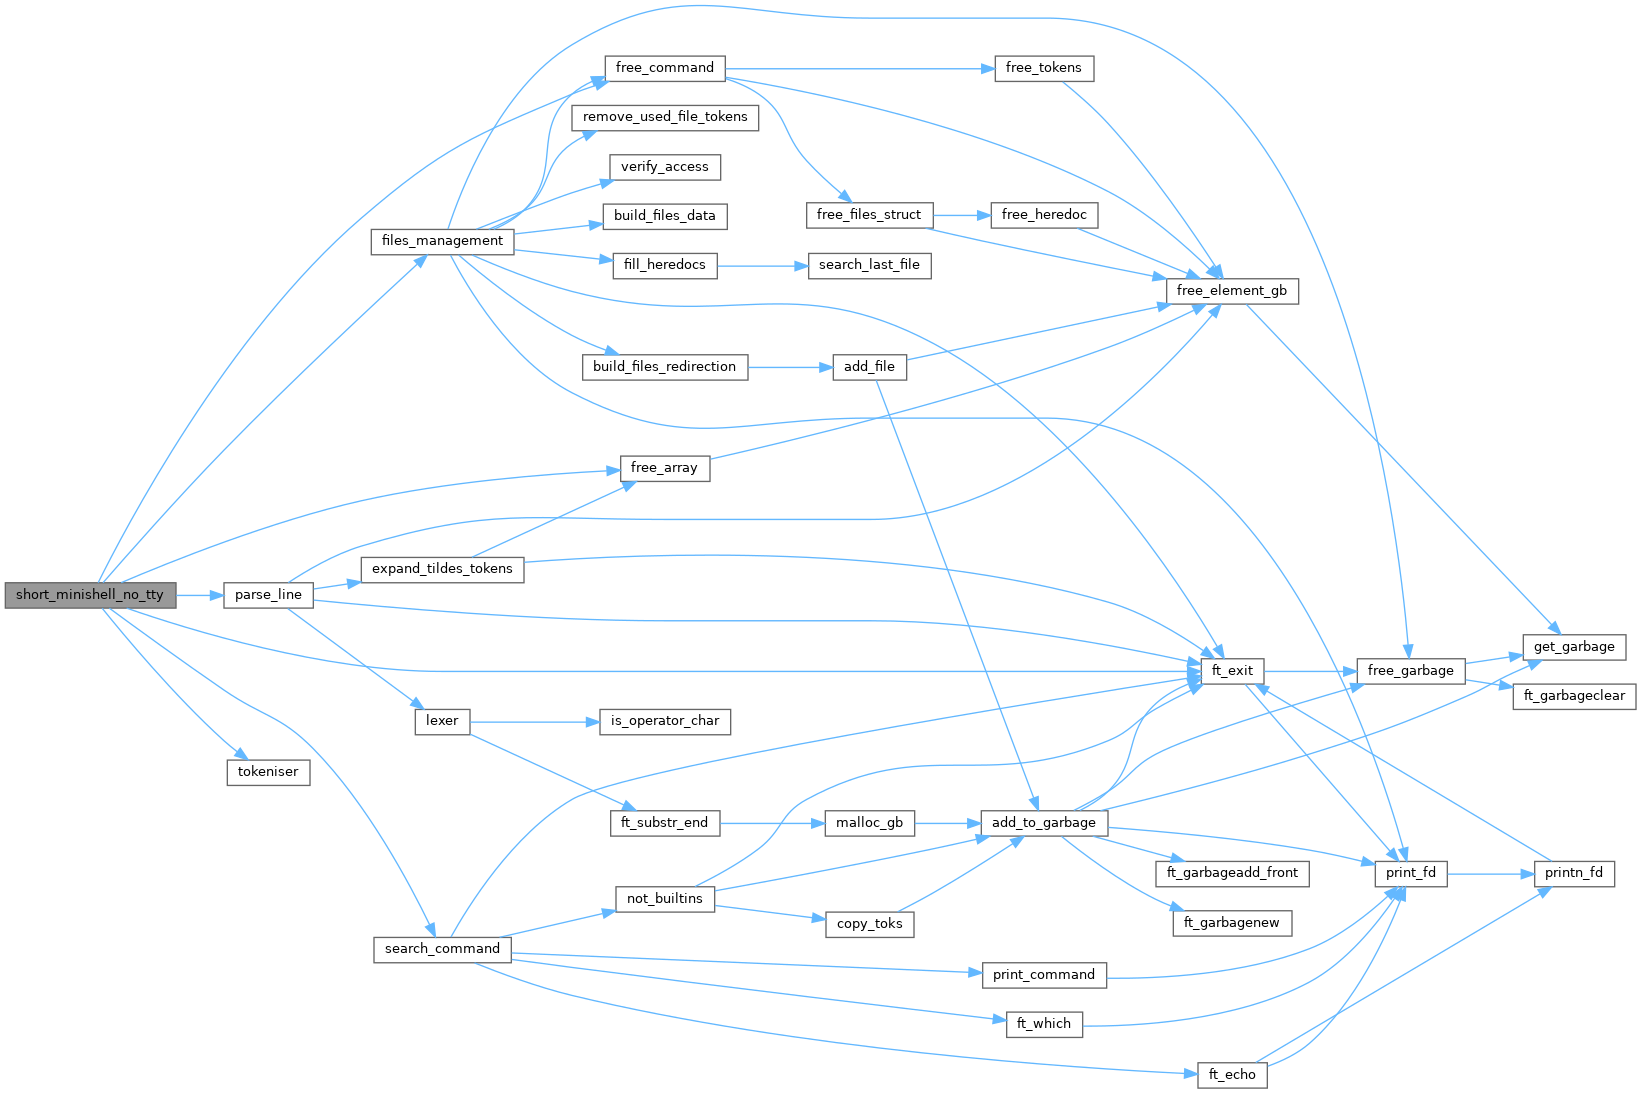 short_minishell_no_tty
files_management
parse_line
tokeniser
search_command
expand_tildes_tokens
lexer
free_command
remove_used_file_tokens
verify_access
build_files_data
fill_heredocs
build_files_redirection
free_array
is_operator_char
ft_substr_end
not_builtins
free_files_struct
search_last_file
add_file
malloc_gb
copy_toks
free_tokens
free_heredoc
add_to_garbage
print_command
ft_which
free_element_gb
ft_exit
ft_garbageadd_front
ft_garbagenew
ft_echo
free_garbage
print_fd
get_garbage
ft_garbageclear
printn_fd